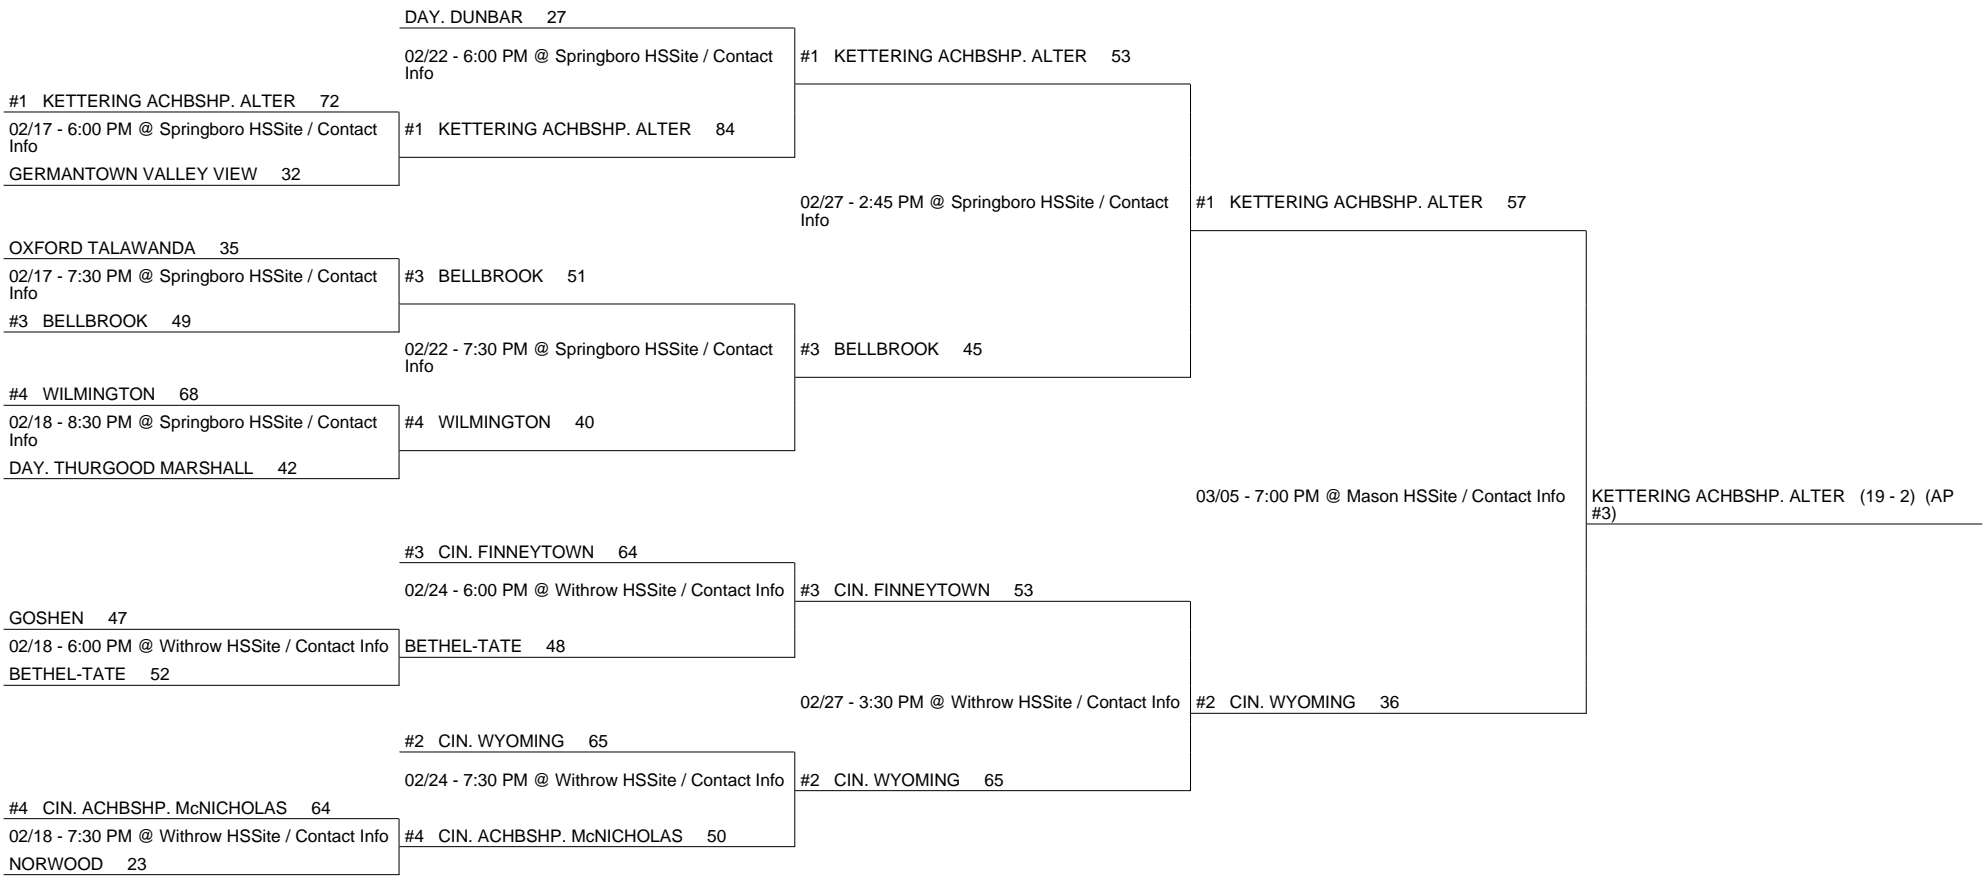 DAY. DUNBAR 27
02/22 - 6:00 PM @ Springboro HSSite / Contact
Info
#1 KETTERING ACHBSHP. ALTER 53
#1 KETTERING ACHBSHP. ALTER 72
02/17 - 6:00 PM @ Springboro HSSite / Contact
Info
#1 KETTERING ACHBSHP. ALTER 84
GERMANTOWN VALLEY VIEW 32
02/27 - 2:45 PM @ Springboro HSSite / Contact
Info
#1 KETTERING ACHBSHP. ALTER 57
OXFORD TALAWANDA 35
02/17 - 7:30 PM @ Springboro HSSite / Contact
Info
#3 BELLBROOK 51
#3 BELLBROOK 49
02/22 - 7:30 PM @ Springboro HSSite / Contact
Info
#3 BELLBROOK 45
#4 WILMINGTON 68
02/18 - 8:30 PM @ Springboro HSSite / Contact
Info
#4 WILMINGTON 40
DAY. THURGOOD MARSHALL 42
03/05 - 7:00 PM @ Mason HSSite / Contact Info
KETTERING ACHBSHP. ALTER (19 - 2) (AP
#3)
#3 CIN. FINNEYTOWN 64
02/24 - 6:00 PM @ Withrow HSSite / Contact Info
#3 CIN. FINNEYTOWN 53
GOSHEN 47
02/18 - 6:00 PM @ Withrow HSSite / Contact Info
BETHEL-TATE 48
BETHEL-TATE 52
02/27 - 3:30 PM @ Withrow HSSite / Contact Info
#2 CIN. WYOMING 36
#2 CIN. WYOMING 65
02/24 - 7:30 PM @ Withrow HSSite / Contact Info
#2 CIN. WYOMING 65
#4 CIN. ACHBSHP. McNICHOLAS 64
02/18 - 7:30 PM @ Withrow HSSite / Contact Info
#4 CIN. ACHBSHP. McNICHOLAS 50
NORWOOD 23